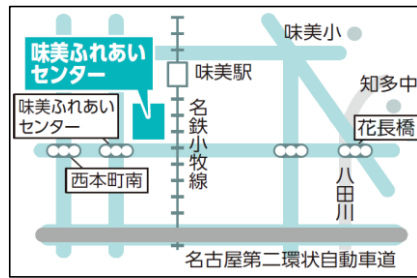 味美小
味美ふれあい
センター
味美駅
知多中
味美ふれあい
センター
名鉄小牧線
花長橋
西本町南
八田川
名古屋第二環状自動車道